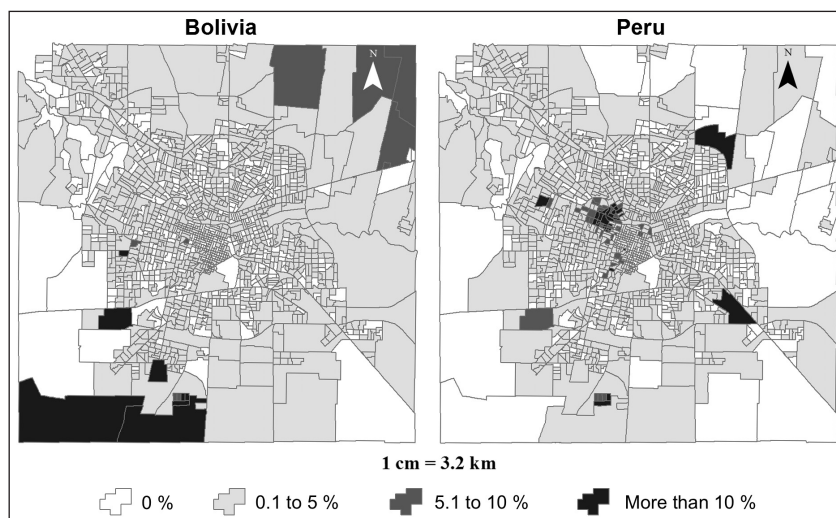 Bolivia
Peru
N
N
1 cm = 3.2 km
0 %
0.1 to 5 %
5.1 to 10 %
More than 10 %